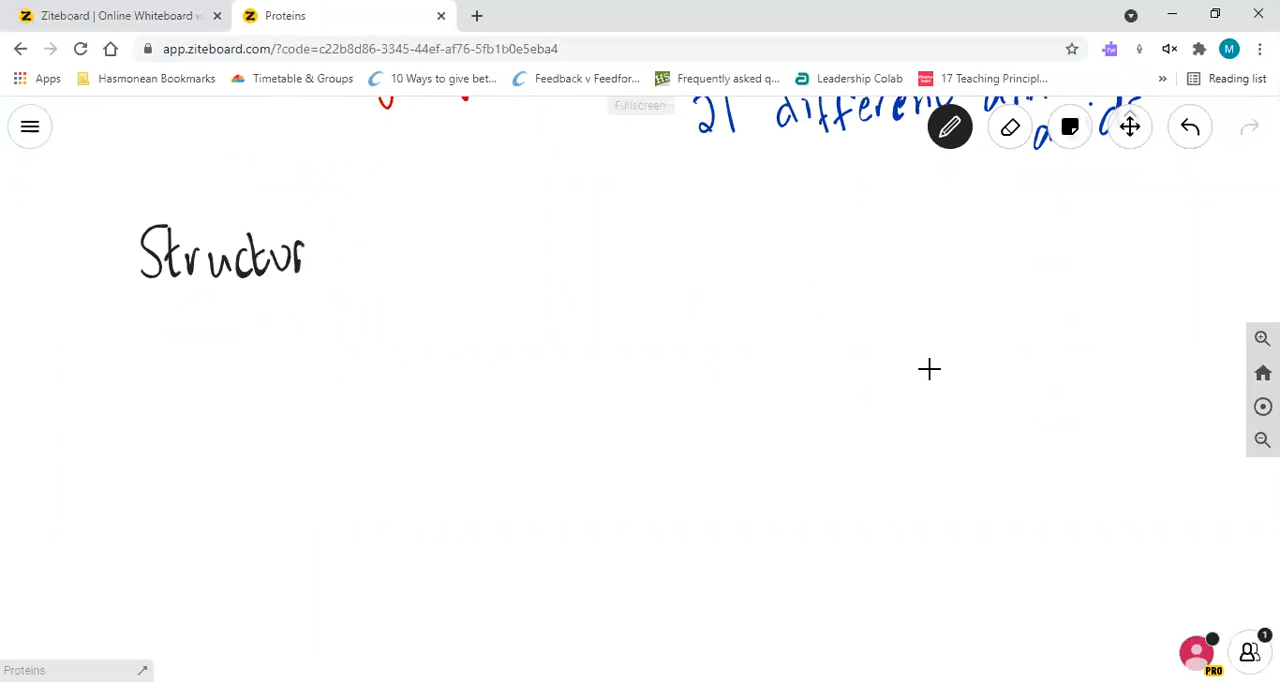 Ziteboard | Online Whiteboard w
Proteins
app.ziteboard.com/?code=c22b8d86-3345-44ef-af76-5fb1b0e5eba4
M
Apps
Hasmonean Bookmarks
Timetable & Groups
10 Ways to give bet...
Feedback v Feedfor...
Frequently asked q...
Leadership Colab
17 Teaching Principl...
»
Reading list
Fullscreen
21 different
Structur
Proteins
1
PRO